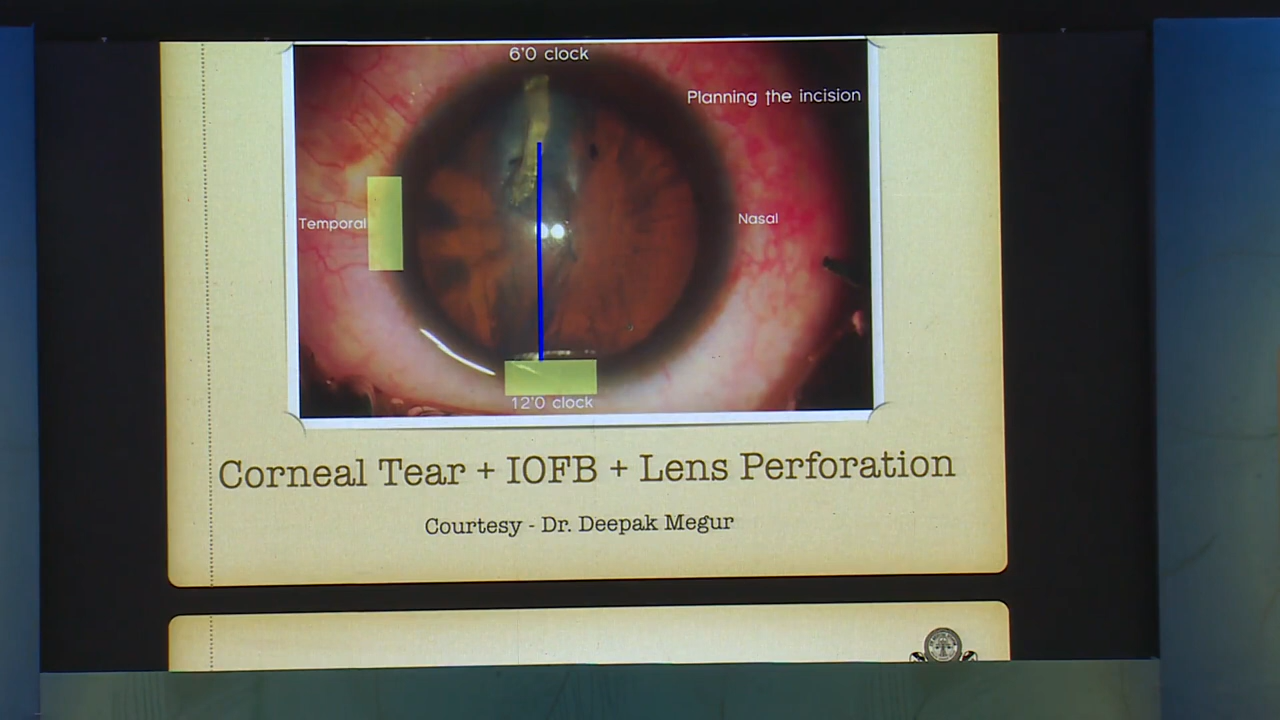 6'0 clock
Planning the incision
Temporal
Nasal
12'0 clock
Corneal Tear + IOFB + Lens Perforation
Courtesy - Dr. Deepak Megur